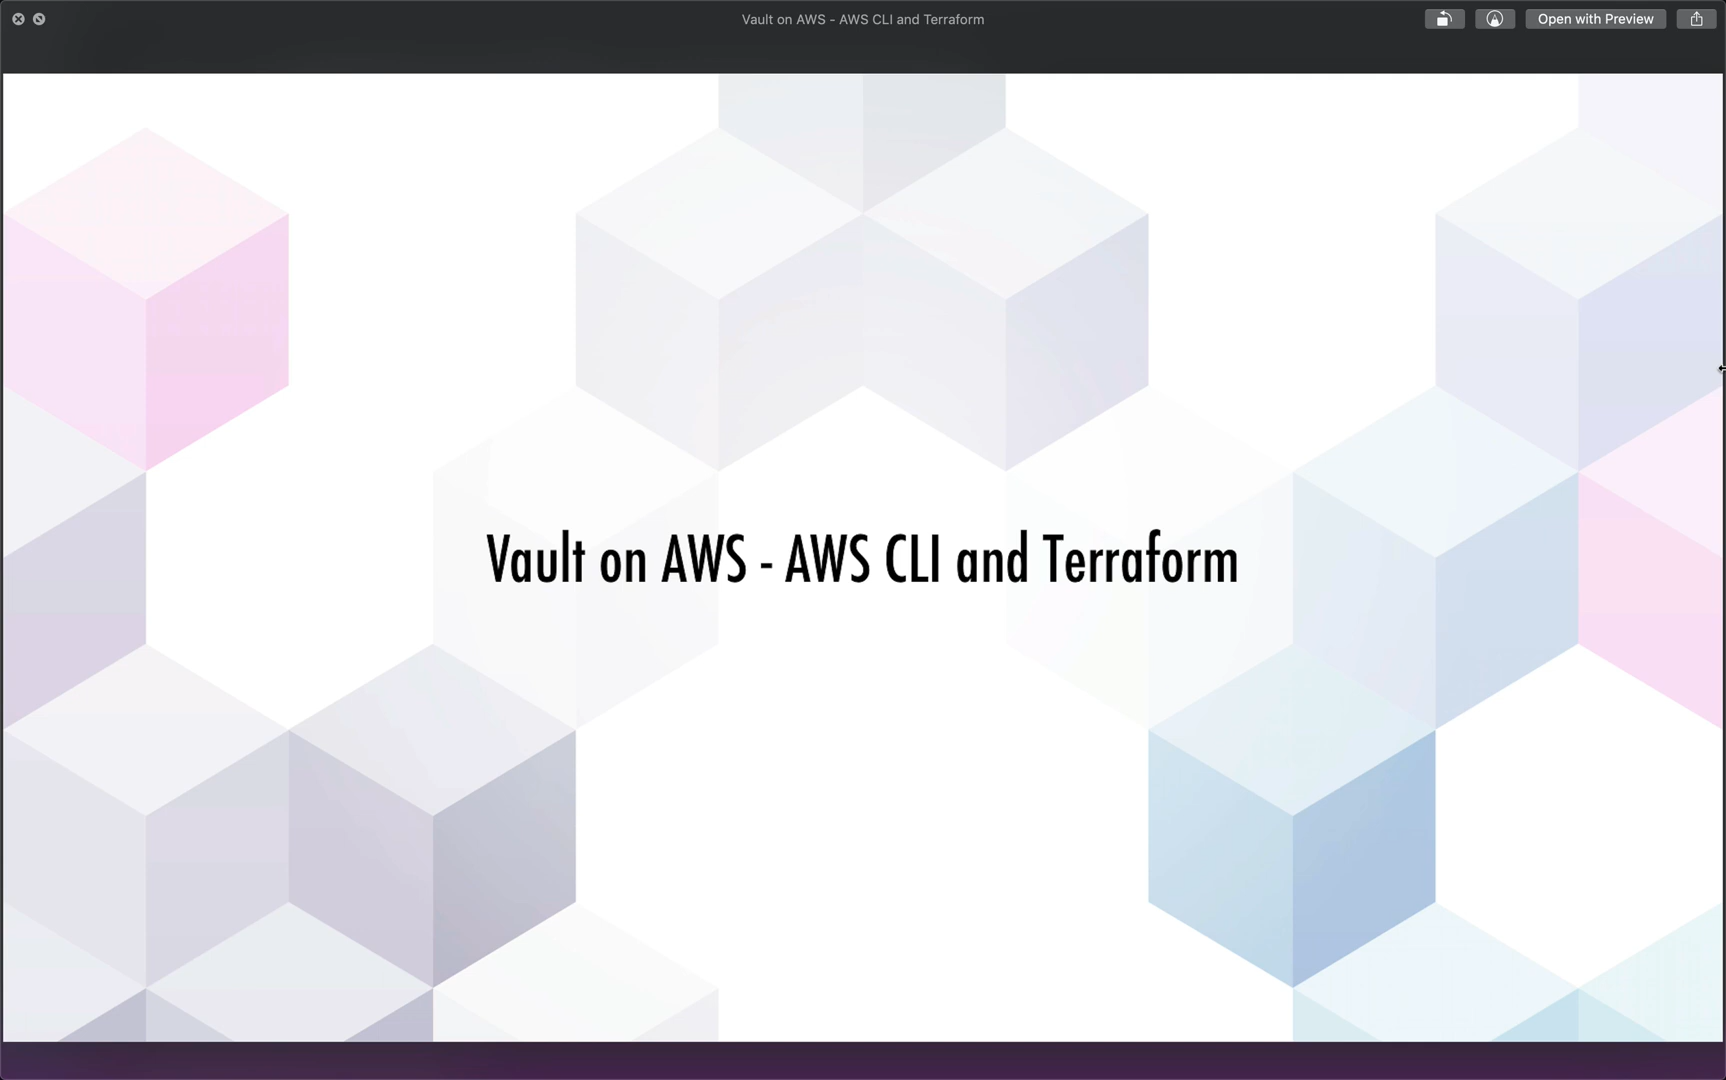 Vault on AWS - AWS CLI and Terraform
Open with Preview
Vault on AWS - AWS CLI and Terraform